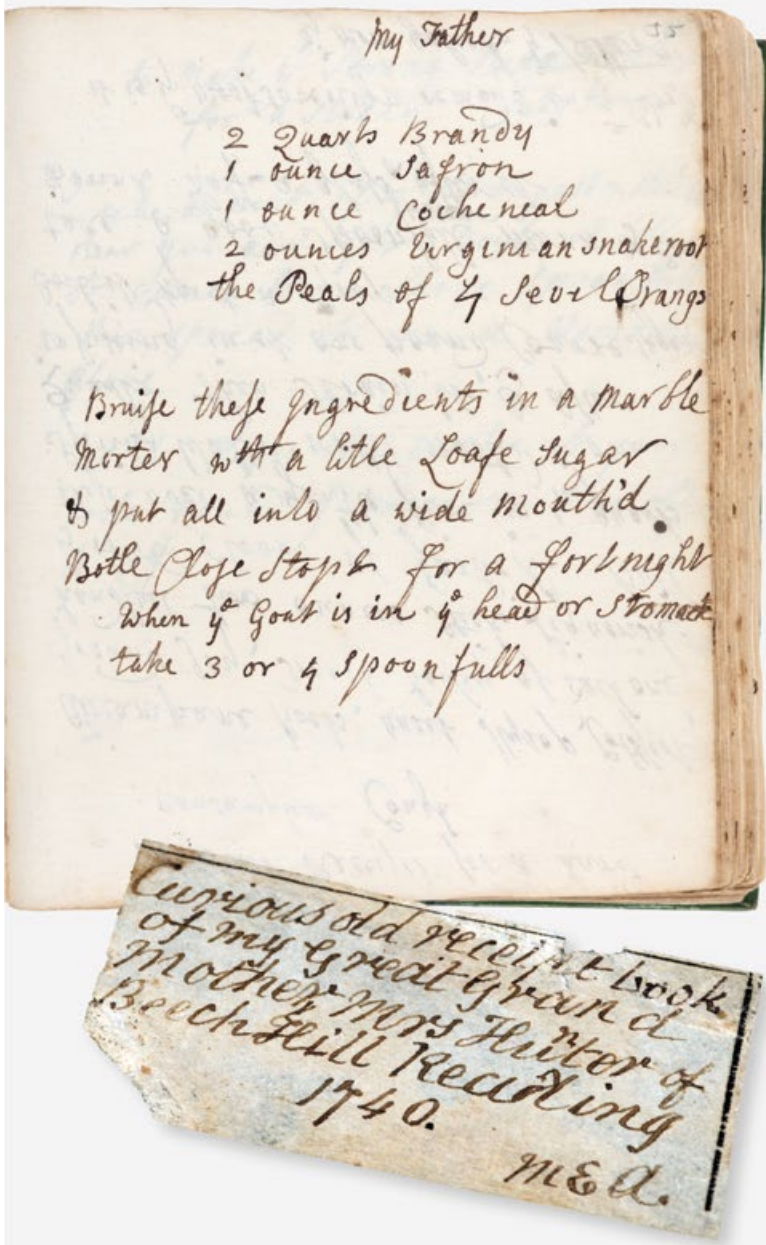 My Father
22
2 Quarts Brandy
1 ounce Safron
1 ounce Cocheneal
2 ounces Virginian snakeroot
the Peals of 4 Sevel Orangs
Bruise these Ingredients in a Marble
Morter wth a litle Loafe Sugar
& put all into a wide Mouth'd
Botle Close Stopt for a fortnight
When ye Gout is in ye head or Stomack
take 3 or 4 Spoonfulls
Curious old receipt book
of my Great Grand
Mother Mrs Hunter of
Beech Hill Reading
1740.
M E A.